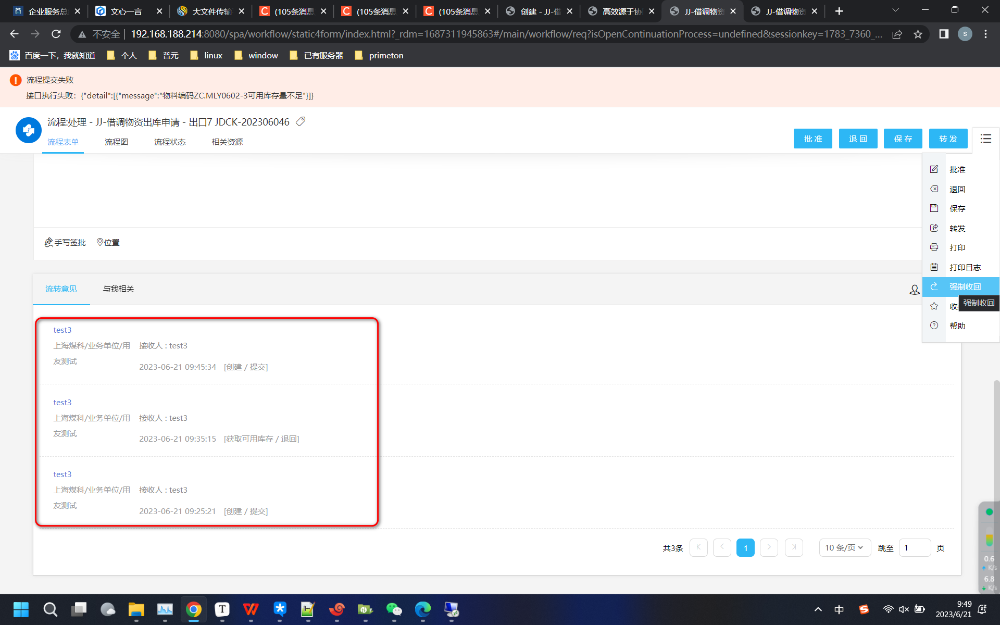 企业服务总
文心一言
大文件传输
(105条消息
(105条消息
(105条消息
创建 - JJ-借
高效源于协
JJ-借调物资
JJ-借调物资
不安全 192.168.188.214:8080/spa/workflow/static4form/index.html?_rdm=1687311945863#/main/workflow/req?isOpenContinuationProcess=undefined&sessionkey=1783_7360_...
S
百度一下，我就知道 个人 普元 linux window 已有服务器 primeton
流程提交失败
接口执行失败：{"detail":[{"message":"物料编码ZC.MLY0602-3可用库存量不足"}]}
流程:处理 - JJ-借调物资出库申请 - 出口7 JDCK-202306046
流程表单 流程图 流程状态 相关资源
批准 退回 保存 转发
批准
退回
保存
转发
打印
打印日志
强制收回
强制收回
帮助
手写签批 位置
流转意见 与我相关
test3
上海煤科/业务单位/用 接收人 : test3
友测试
2023-06-21 09:45:34 [创建 / 提交]
test3
上海煤科/业务单位/用 接收人 : test3
友测试
2023-06-21 09:35:15 [获取可用库存 / 退回]
test3
上海煤科/业务单位/用 接收人 : test3
友测试
2023-06-21 09:25:21 [创建 / 提交]
共3条 1 10 条/页 跳至 1 页
0.6
K/s
6.8
K/s
中
9:49
2023/6/21